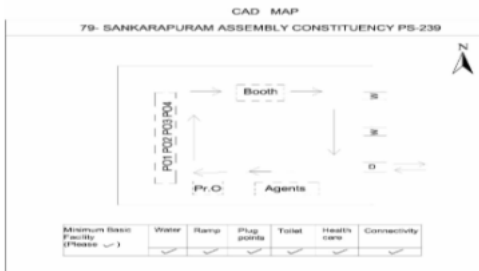 CAD MAP
79- SANKARAPURAM ASSEMBLY CONSTITUENCY PS-239
N
Booth
PO1 PO2 PO3 PO4
W
W
D
Pr.O
Agents
Minimum Basic Facility (Please ✓)
Water
Ramp
Plug points
Toilet
Health care
Connectivity
✓ ✓ ✓ ✓ ✓ ✓